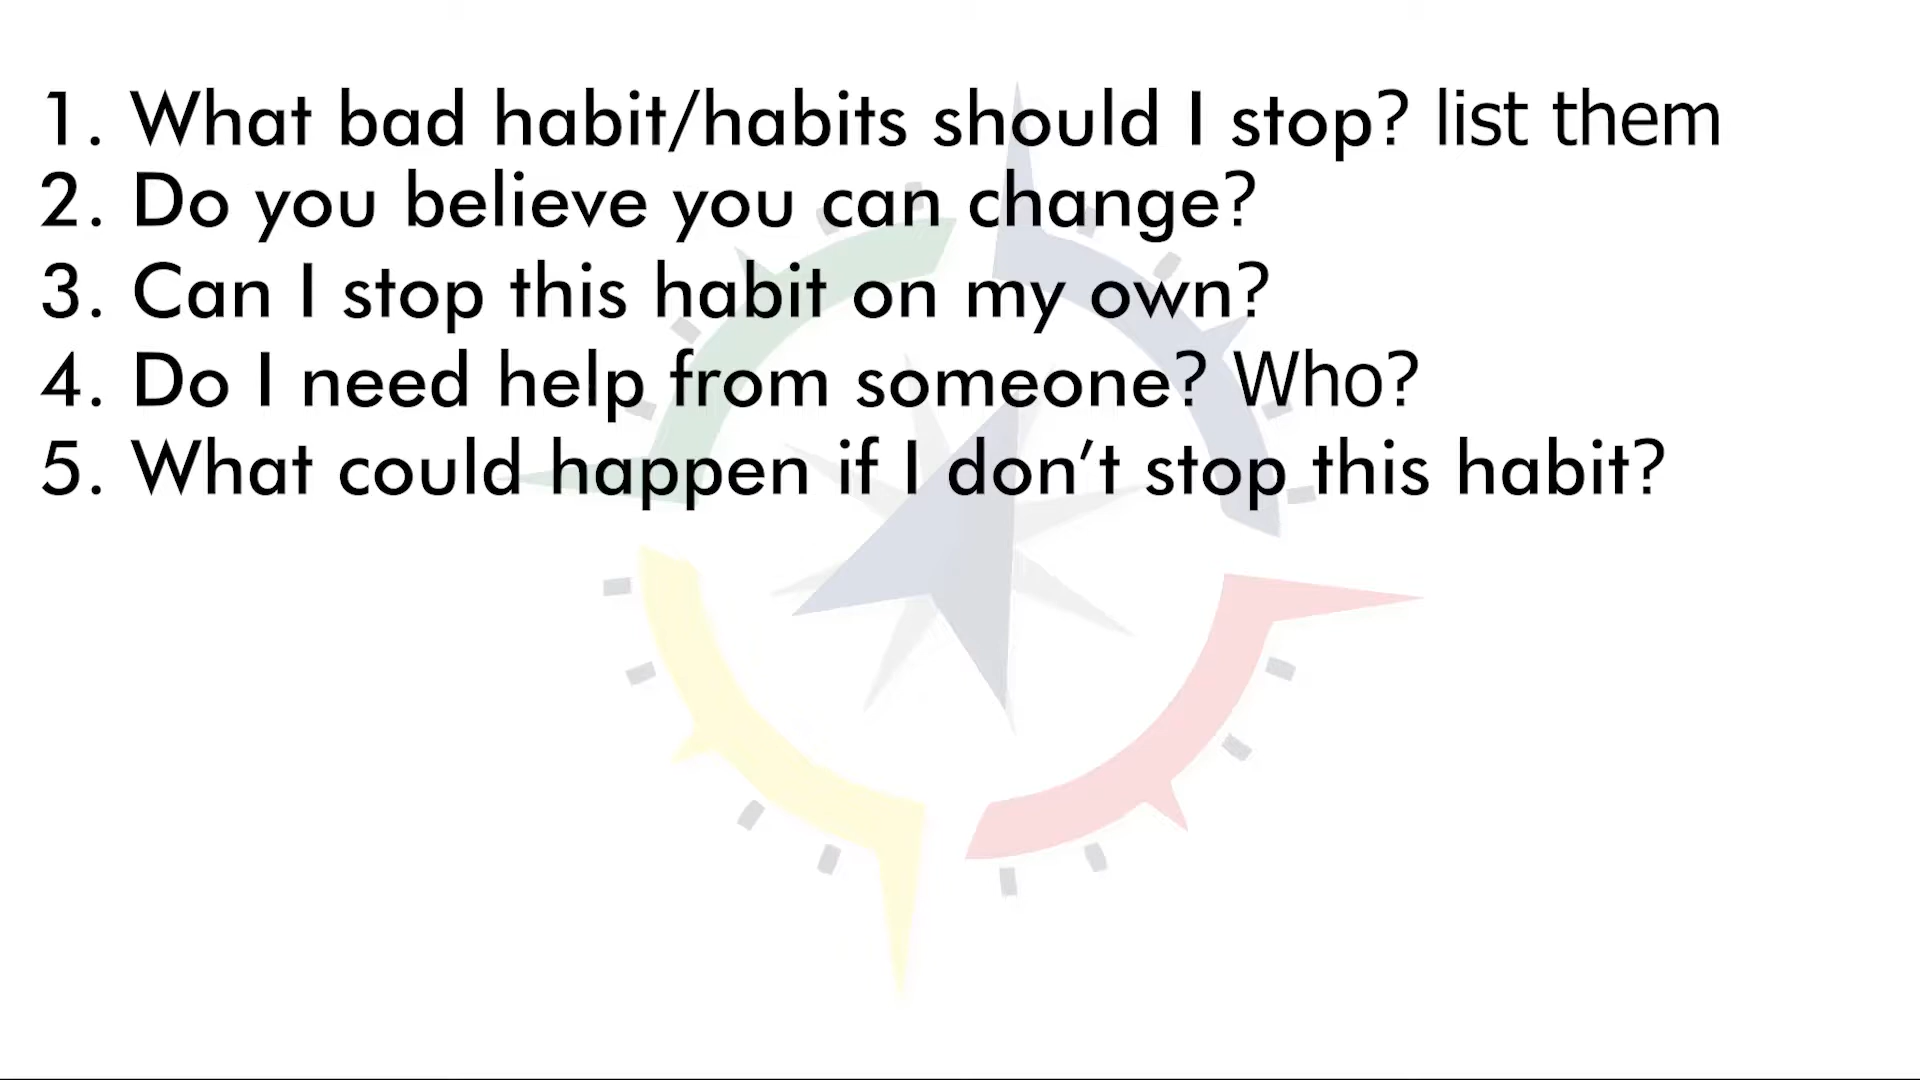 1. What bad habit/habits should I stop? list them
2. Do you believe you can change?
3. Can I stop this habit on my own?
4. Do I need help from someone? Who?
5. What could happen if I don’t stop this habit?